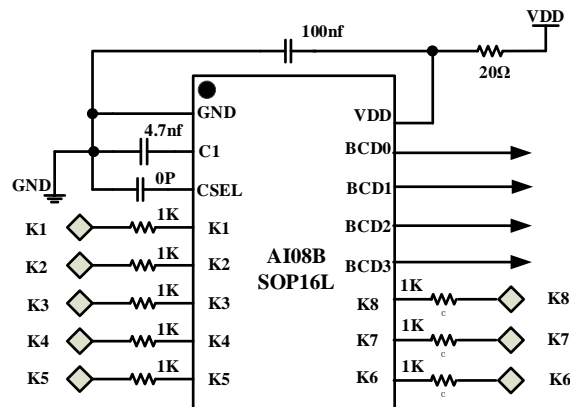 100nf
VDD
20Ω
GND
VDD
4.7nf
C1
BCD0
GND
0P
CSEL
BCD1
K1
1K
K1
BCD2
K2
1K
K2
AI08B
SOP16L
BCD3
K3
1K
K3
K8
1K
c
K8
K4
1K
K4
K7
1K
c
K7
K5
1K
K5
K6
1K
c
K6